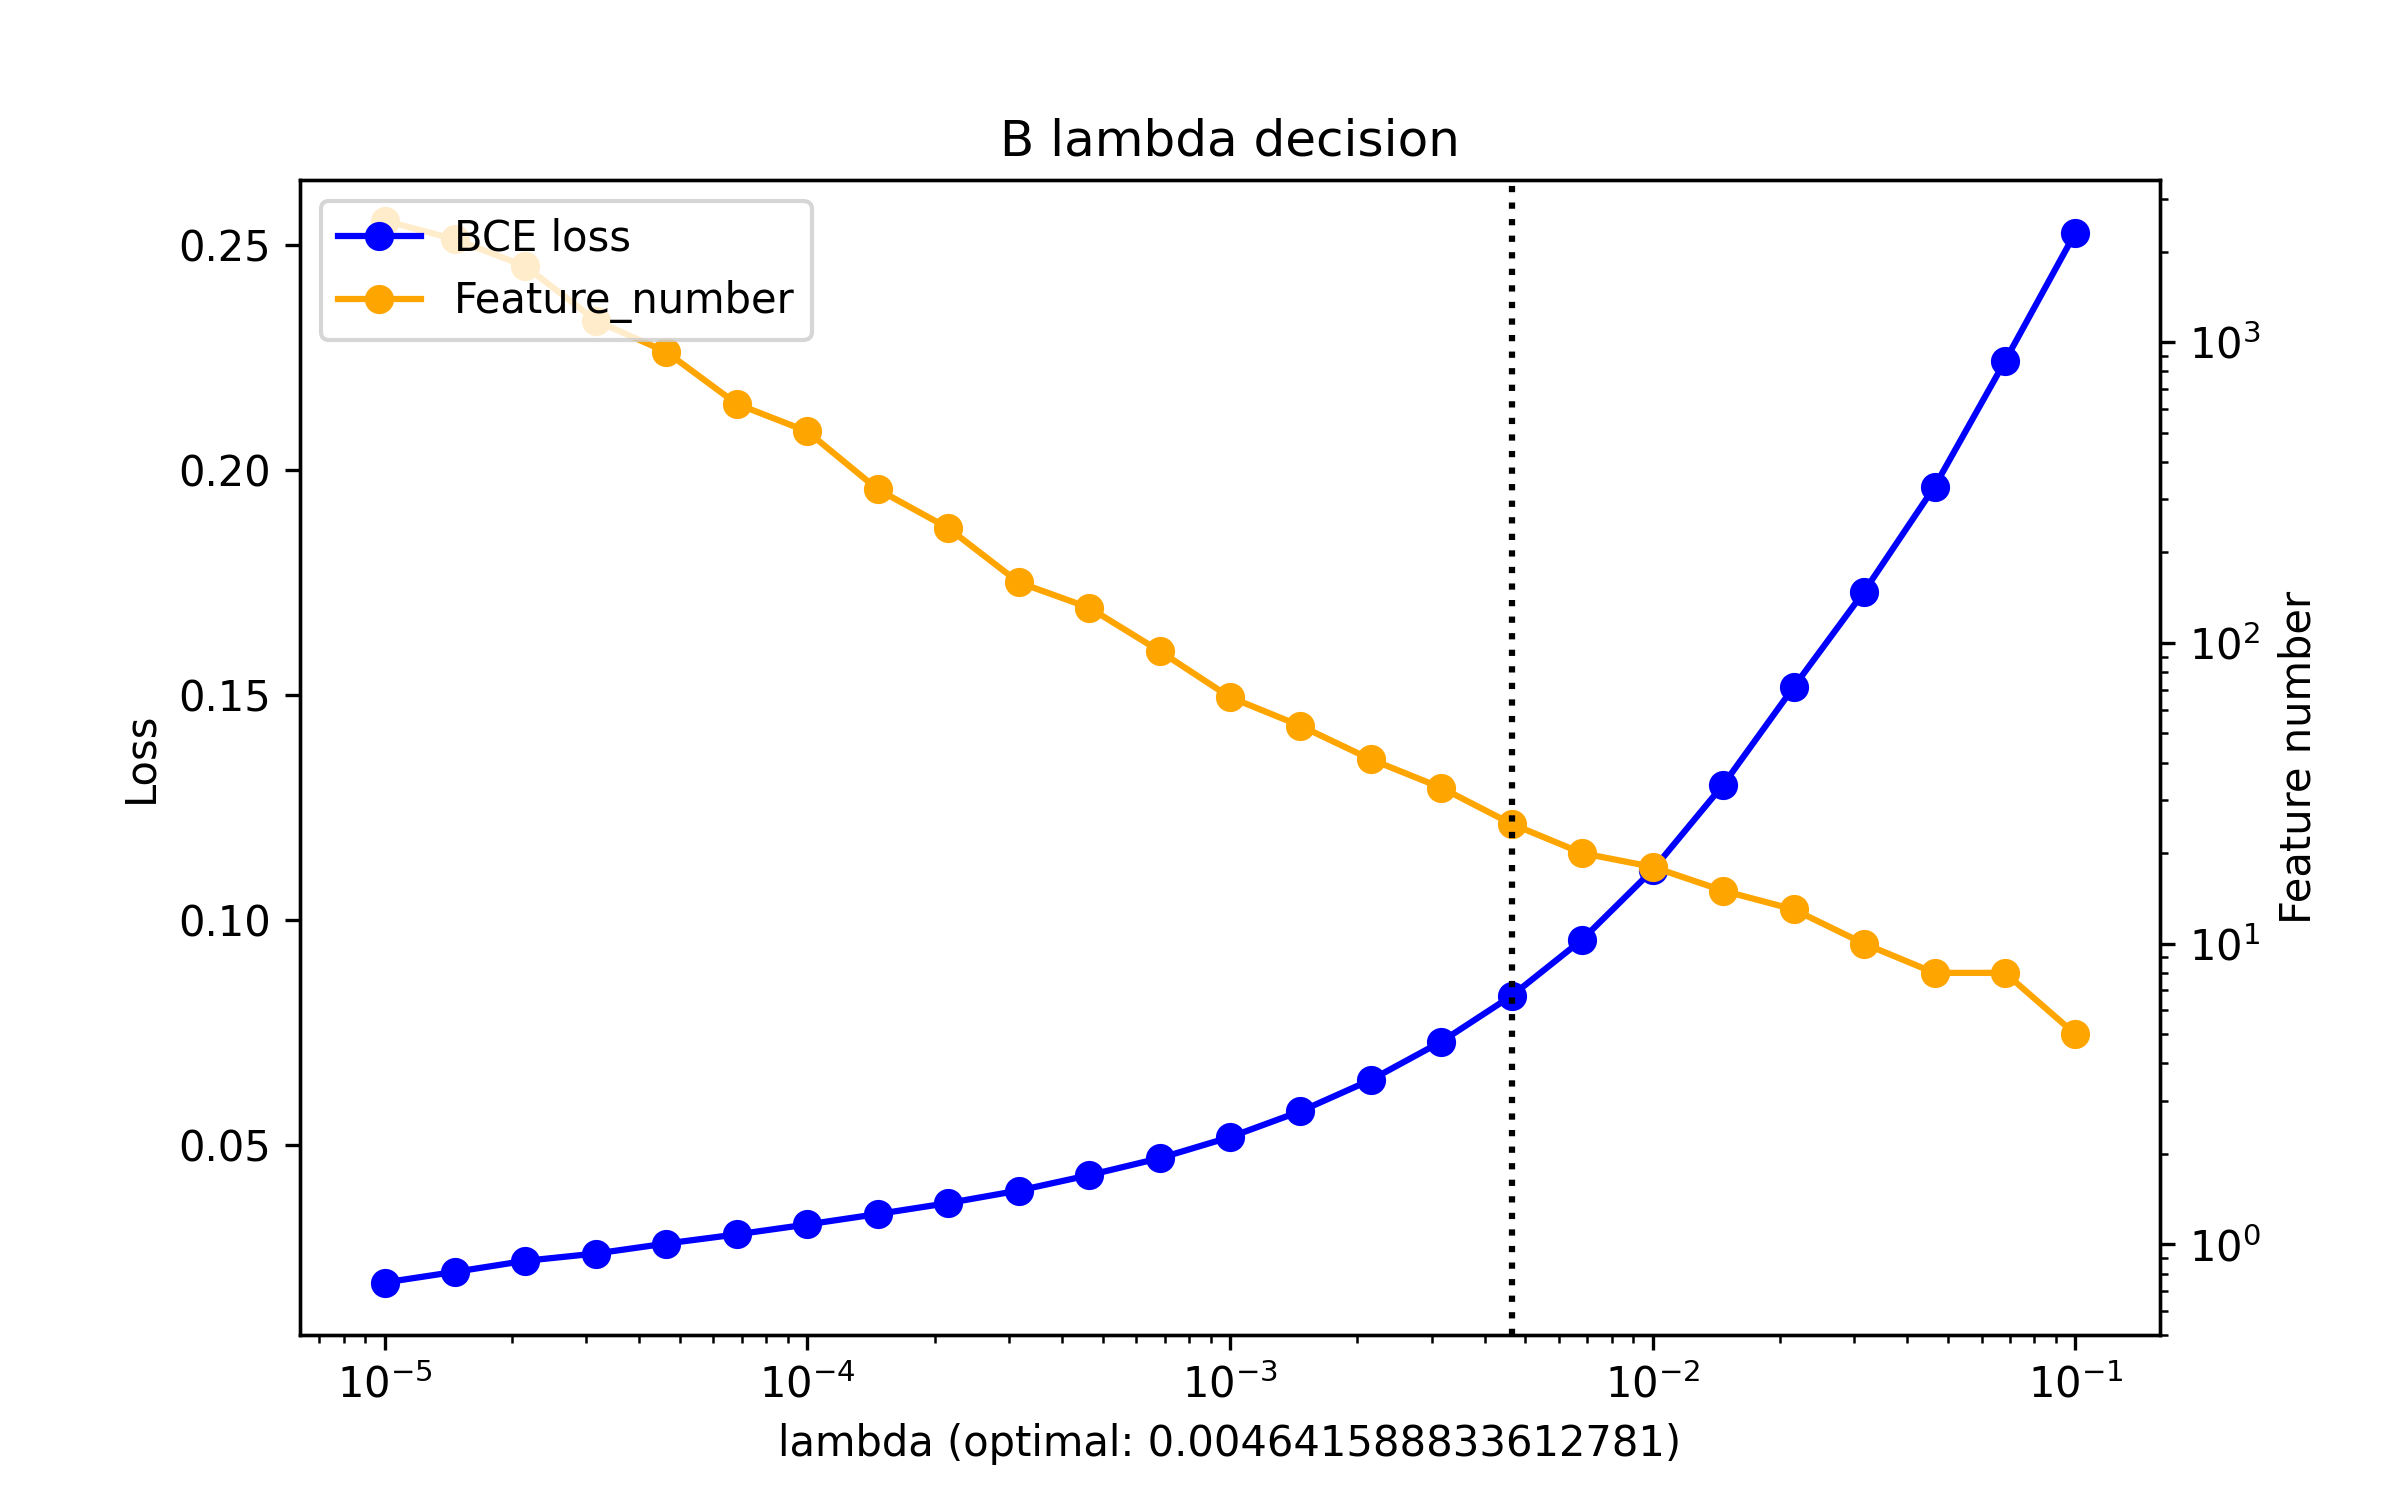 B lambda decision
BCE loss
Feature_number
0.25
0.20
0.15
0.10
0.05
Loss
10³
10²
10¹
10⁰
Feature number
10⁻⁵ 10⁻⁴ 10⁻³ 10⁻² 10⁻¹
lambda (optimal: 0.004641588833612781)